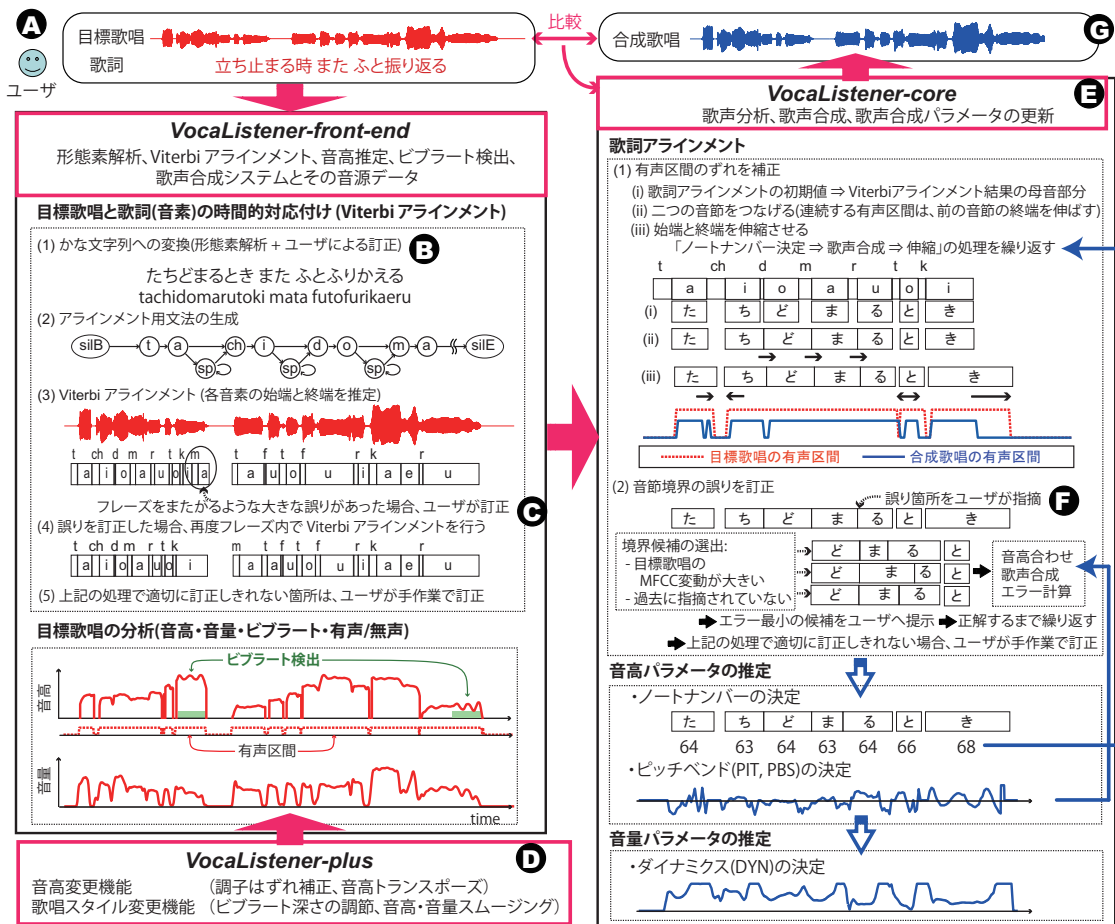 A
目標歌唱
歌詞
立ち止まる時 また ふと振り返る
ユーザ
比較
合成歌唱
G
VocaListener-front-end
形態素解析、Viterbi アラインメント、音高推定、ビブラート検出、
歌声合成システムとその音源データ
目標歌唱と歌詞(音素)の時間的対応付け (Viterbi アラインメント)
(1) かな文字列への変換(形態素解析 + ユーザによる訂正)
B
たちどまるとき また ふとふりかえる
tachidomarutoki mata futofurikaeru
(2) アラインメント用文法の生成
silB t a ch i d o m a silE
sp sp sp
(3) Viterbi アラインメント (各音素の始端と終端を推定)
t ch d m r t k m t f t f r k r
a i o a u o i a a u o u i a e u
フレーズをまたがるような大きな誤りがあった場合、ユーザが訂正
C
(4) 誤りを訂正した場合、再度フレーズ内で Viterbi アラインメントを行う
t ch d m r t k m t f t f r k r
a i o a u o i a a u o u i a e u
(5) 上記の処理で適切に訂正しきれない箇所は、ユーザが手作業で訂正
目標歌唱の分析(音高・音量・ビブラート・有声/無声)
ビブラート検出
音高
有声区間
音量
time
VocaListener-plus
D
音高変更機能 (調子はずれ補正、音高トランスポーズ)
歌唱スタイル変更機能 (ビブラート深さの調節、音高・音量スムージング)
VocaListener-core
E
歌声分析、歌声合成、歌声合成パラメータの更新
歌詞アラインメント
(1) 有声区間のずれを補正
(i) 歌詞アラインメントの初期値 ⇒ Viterbiアラインメント結果の母音部分
(ii) 二つの音節をつなげる(連続する有声区間は、前の音節の終端を伸ばす)
(iii) 始端と終端を伸縮させる
「ノートナンバー決定 ⇒ 歌声合成 ⇒ 伸縮」の処理を繰り返す
t ch d m r t k
a i o a u o i
(i) た ち ど ま る と き
(ii) た ち ど ま る と き
(iii) た ち ど ま る と き
目標歌唱の有声区間 合成歌唱の有声区間
(2) 音節境界の誤りを訂正
誤り箇所をユーザが指摘
F
た ち ど ま る と き
境界候補の選出:
- 目標歌唱の
MFCC変動が大きい
- 過去に指摘されていない
ど ま る と
ど ま る と
ど ま る と
音高合わせ
歌声合成
エラー計算
エラー最小の候補をユーザへ提示 正解するまで繰り返す
上記の処理で適切に訂正しきれない場合、ユーザが手作業で訂正
音高パラメータの推定
・ノートナンバーの決定
た ち ど ま る と き
64 63 64 63 64 66 68
・ピッチベンド(PIT, PBS)の決定
音量パラメータの推定
・ダイナミクス(DYN)の決定